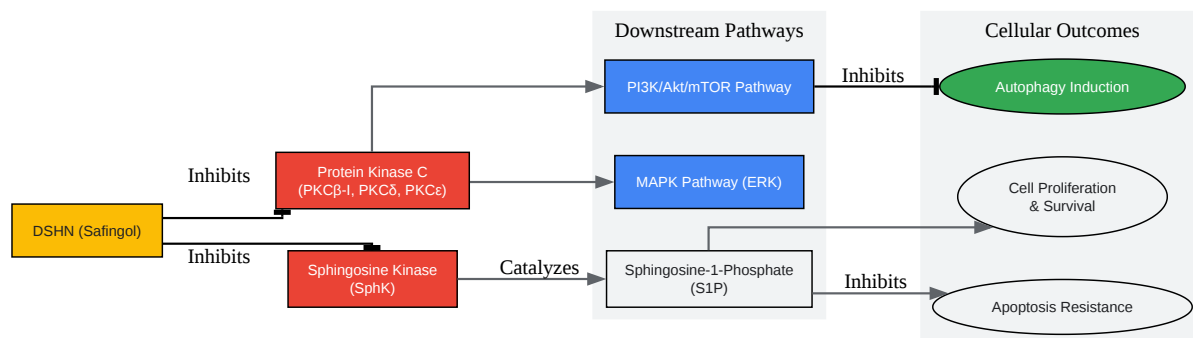 Downstream Pathways
Cellular Outcomes
PI3K/Akt/mTOR Pathway
Inhibits
Autophagy Induction
Inhibits
Protein Kinase C
(PKCβ-I, PKCδ, PKCε)
MAPK Pathway (ERK)
Cell Proliferation
& Survival
DSHN (Safingol)
Inhibits
Sphingosine Kinase
(SphK)
Catalyzes
Sphingosine-1-Phosphate
(S1P)
Inhibits
Apoptosis Resistance